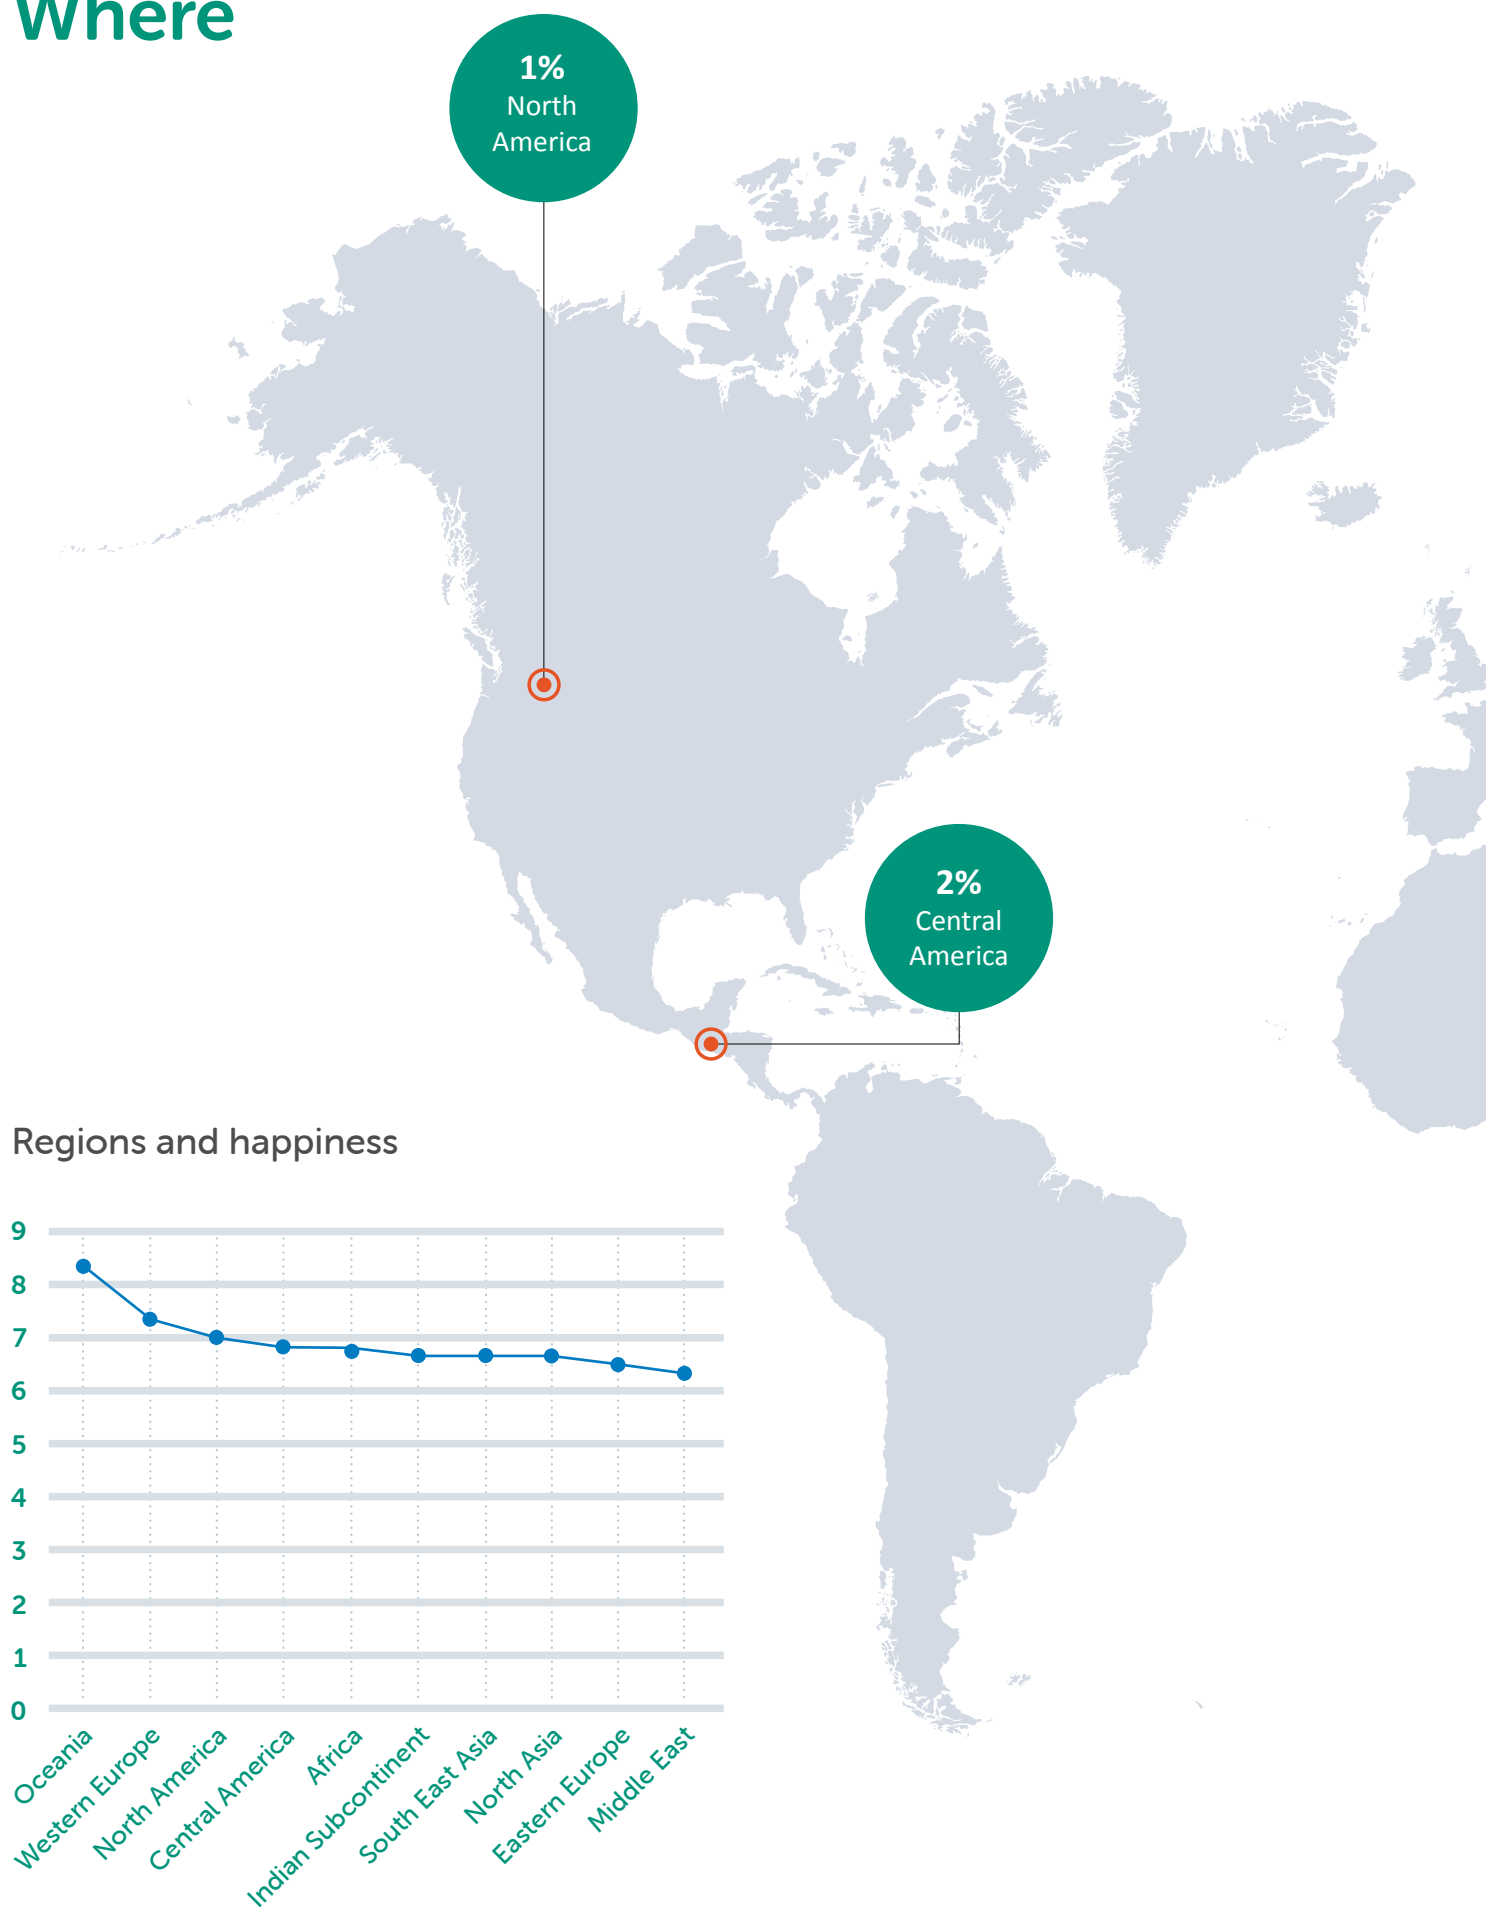 Where
1%
North
America
2%
Central
America
Regions and happiness
9
8
7
6
5
4
3
2
1
0
Oceania
Western Europe
North America
Central America
Africa
Indian Subcontinent
South East Asia
North Asia
Eastern Europe
Middle East